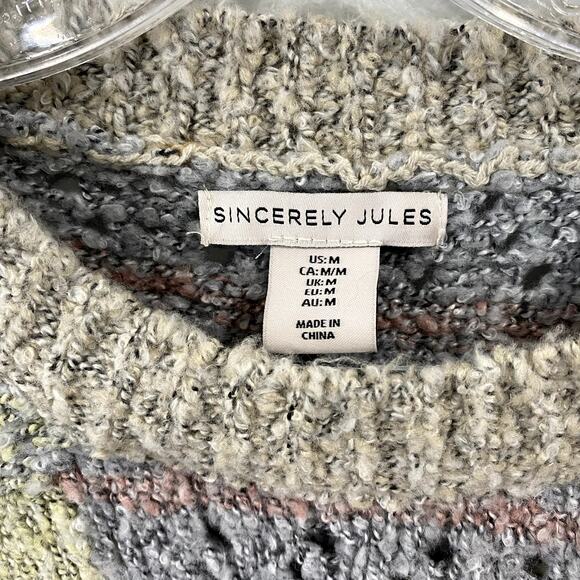 SINCERELY JULES
US: M
CA: M/M
UK: M
EU: M
AU: M
MADE IN
CHINA